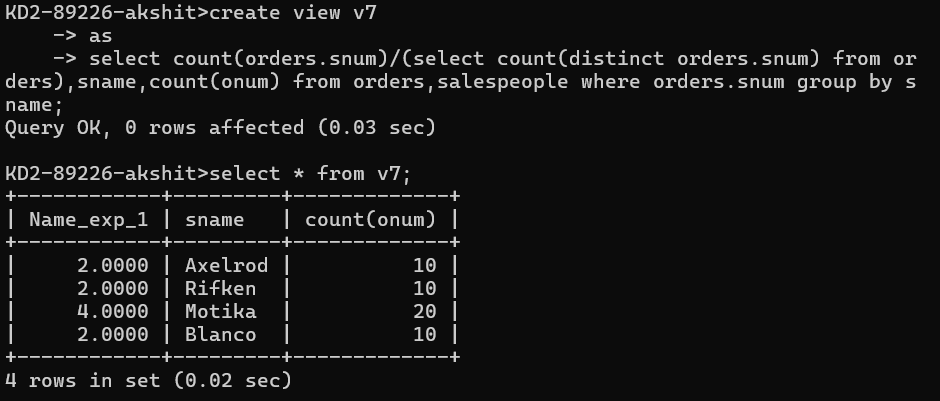 KD2-89226-akshit>create view v7
    -> as
    -> select count(orders.snum)/(select count(distinct orders.snum) from or
ders),sname,count(onum) from orders,salespeople where orders.snum group by s
name;
Query OK, 0 rows affected (0.03 sec)

KD2-89226-akshit>select * from v7;
+------------+---------+-------------+
| Name_exp_1 | sname   | count(onum) |
+------------+---------+-------------+
|     2.0000 | Axelrod |          10 |
|     2.0000 | Rifken  |          10 |
|     4.0000 | Motika  |          20 |
|     2.0000 | Blanco  |          10 |
+------------+---------+-------------+
4 rows in set (0.02 sec)